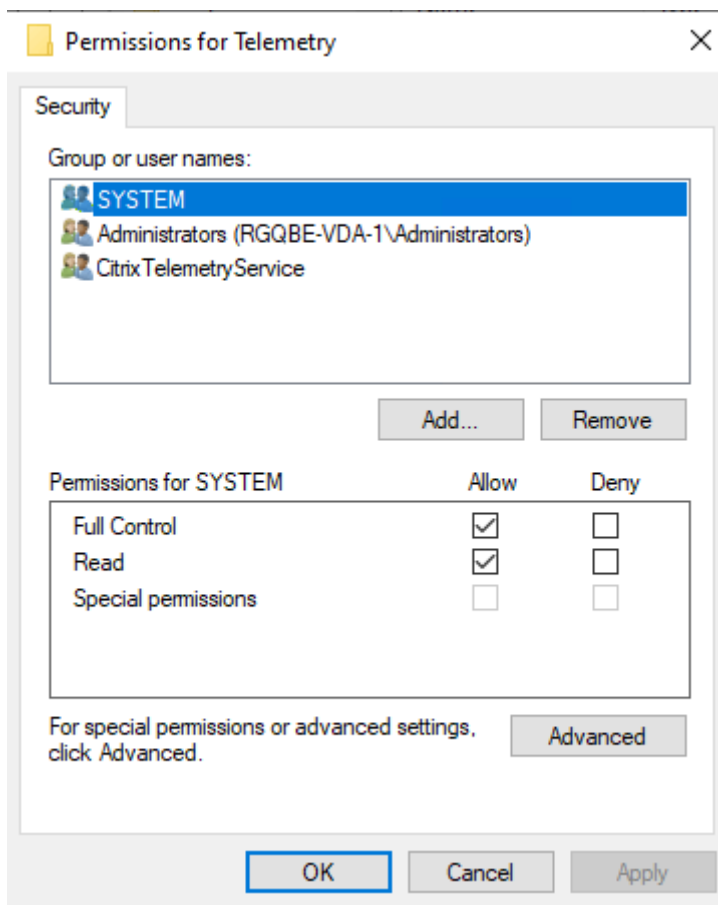 Permissions for Telemetry
Security
Group or user names:
SYSTEM
Administrators (RGQBE-VDA-1\Administrators)
CitrixTelemetryService
Add... Remove
Permissions for SYSTEM Allow Deny
Full Control
Read
Special permissions
For special permissions or advanced settings,
click Advanced.
Advanced
OK Cancel Apply